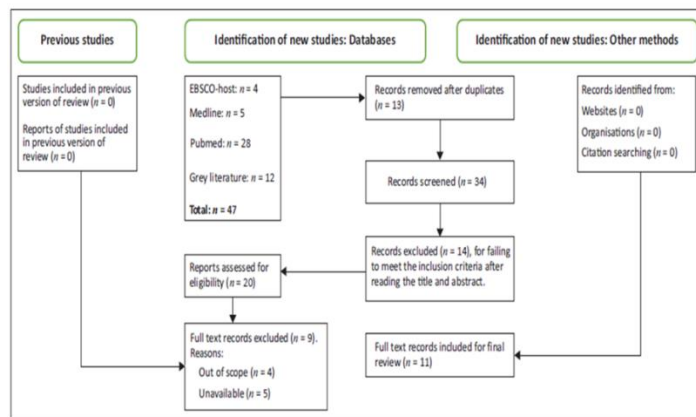 Previous studies
Identification of new studies: Databases
Identification of new studies: Other methods
Studies included in previous
version of review (n = 0)
Reports of studies included
in previous version of
review (n = 0)
EBSCO-host: n = 4
Medline: n = 5
Pubmed: n = 28
Grey literature: n = 12
Total: n = 47
Records removed after duplicates
(n = 13)
Records identified from:
Websites (n = 0)
Organisations (n = 0)
Citation searching (n = 0)
Records screened (n = 34)
Records excluded (n = 14), for failing
to meet the inclusion criteria after
reading the title and abstract.
Reports assessed for
eligibility (n = 20)
Full text records excluded (n = 9).
Reasons:
Out of scope (n = 4)
Unavailable (n = 5)
Full text records included for final
review (n = 11)